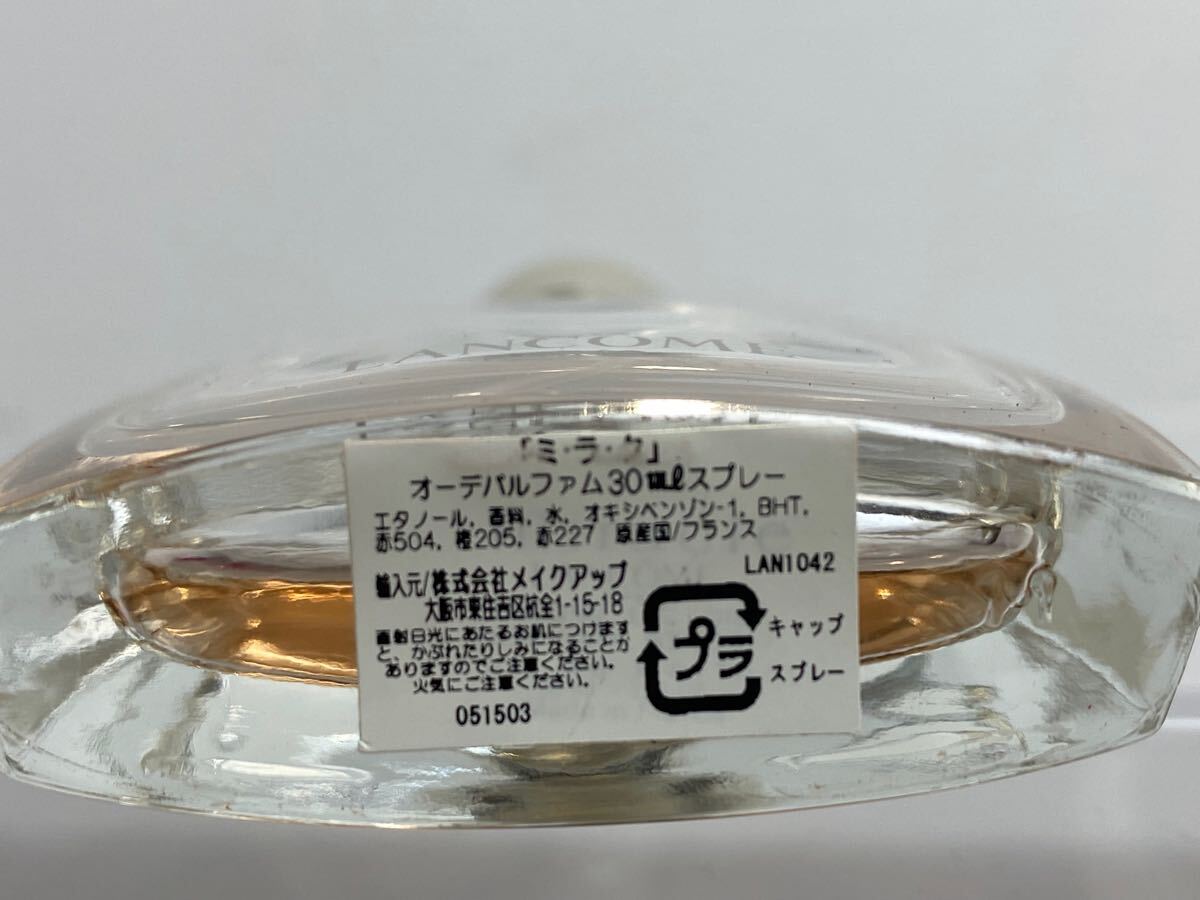 LANCOME
「ミ・ラ・ク」
オーデパルファム30mlスプレー
エタノール, 香料, 水, オキシベンゾン-1, BHT,
赤504, 橙205, 赤227 原産国/フランス
LAN1042
輸入元/株式会社メイクアップ
大阪市東住吉区杭全1-15-18
直射日光にあたるお肌につけます
と、かぶれたりしみになることが
ありますのでご注意ください。
火気にご注意ください。
051503
プラ
キャップ
スプレー